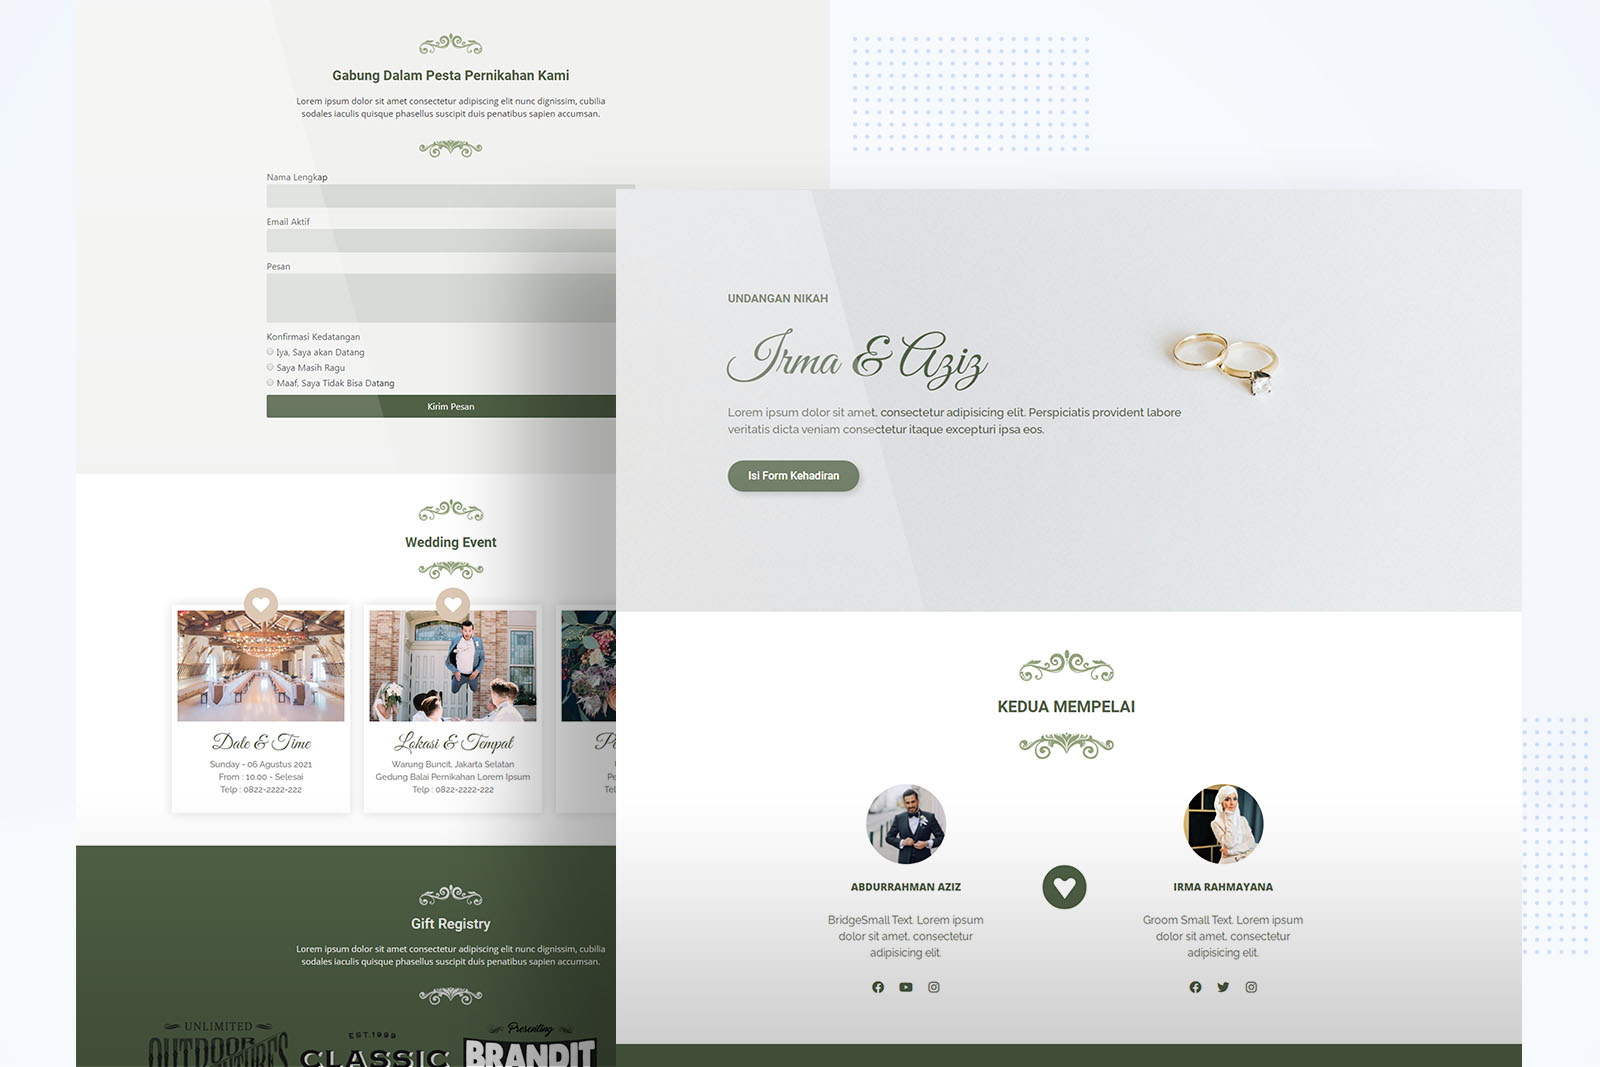 Gabung Dalam Pesta Pernikahan Kami
Lorem ipsum dolor sit amet consectetur adipiscing elit nunc dignissim, cubilia
sodales iaculis quisque phasellus suscipit duis penatibus sapien accumsan.
Nama Lengkap
Email Aktif
Pesan
Konfirmasi Kedatangan
Iya, Saya akan Datang
Saya Masih Ragu
Maaf, Saya Tidak Bisa Datang
Kirim Pesan
Wedding Event
Date & Time
Sunday - 06 Agustus 2021
From : 10.00 - Selesai
Telp : 0822-2222-222
Lokasi & Tempat
Warung Buncit, Jakarta Selatan
Gedung Balai Pernikahan Lorem Ipsum
Telp : 0822-2222-222
Gift Registry
Lorem ipsum dolor sit amet consectetur adipiscing elit nunc dignissim, cubilia
sodales iaculis quisque phasellus suscipit duis penatibus sapien accumsan.
UNLIMITED
OUTDOOR
EST.1999
CLASSIC
Presenting
BRANDIT
UNDANGAN NIKAH
Irma & Aziz
Lorem ipsum dolor sit amet, consectetur adipisicing elit. Perspiciatis provident labore
veritatis dicta veniam consectetur itaque excepturi ipsa eos.
Isi Form Kehadiran
KEDUA MEMPELAI
ABDURRAHMAN AZIZ
BridgeSmall Text. Lorem ipsum
dolor sit amet, consectetur
adipisicing elit.
IRMA RAHMAYANA
Groom Small Text. Lorem ipsum
dolor sit amet, consectetur
adipisicing elit.